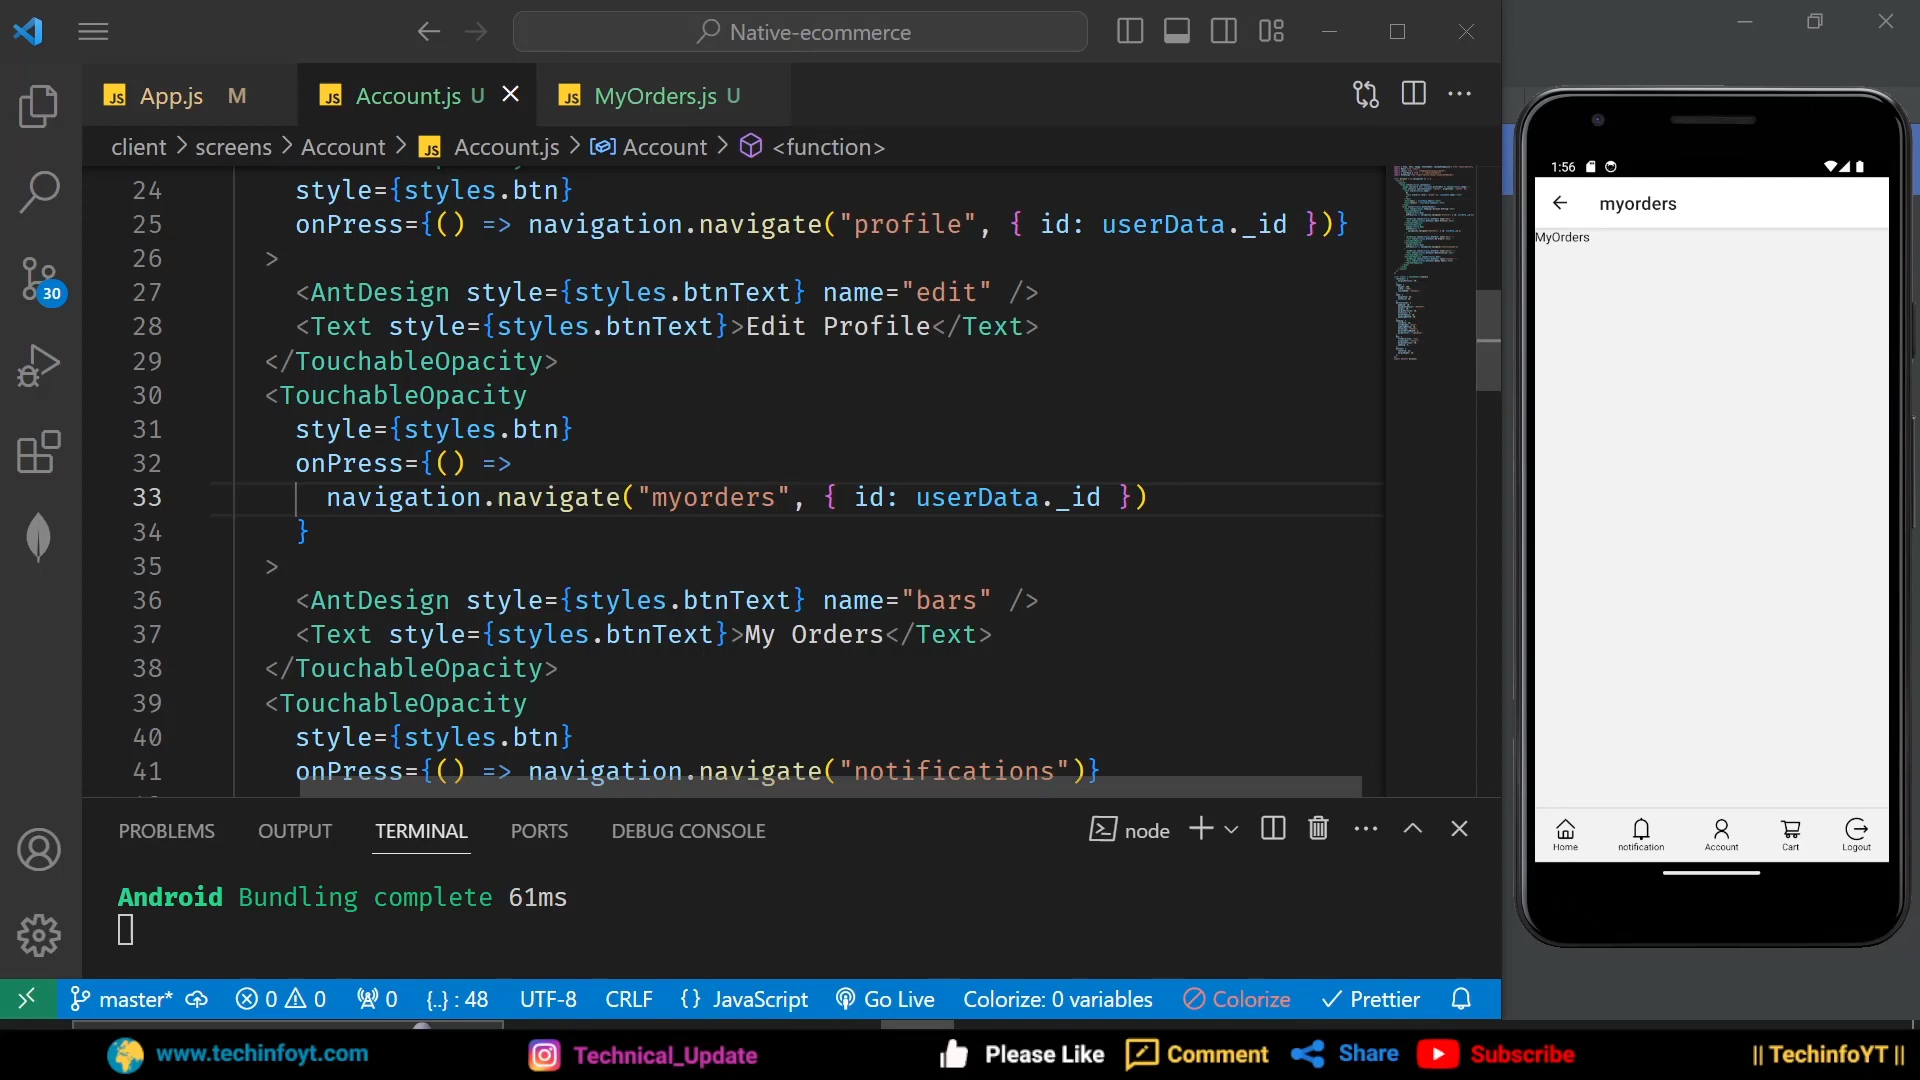 Native-ecommerce
JS App.js M
JS Account.js U
JS MyOrders.js U
client > screens > Account > JS Account.js > Account > <function>
24 style={styles.btn}
25 onPress={() => navigation.navigate("profile", { id: userData._id })}
26 >
27 <AntDesign style={styles.btnText} name="edit" />
28 <Text style={styles.btnText}>Edit Profile</Text>
29 </TouchableOpacity>
30 <TouchableOpacity
31 style={styles.btn}
32 onPress={() =>
33 navigation.navigate("myorders", { id: userData._id })
34 }
35 >
36 <AntDesign style={styles.btnText} name="bars" />
37 <Text style={styles.btnText}>My Orders</Text>
38 </TouchableOpacity>
39 <TouchableOpacity
40 style={styles.btn}
41 onPress={() => navigation.navigate("notifications")}
30
PROBLEMS OUTPUT TERMINAL PORTS DEBUG CONSOLE
node
Android Bundling complete 61ms
master* 0 0 0 {..} : 48 UTF-8 CRLF {} JavaScript Go Live Colorize: 0 variables Colorize Prettier
1:56
myorders
MyOrders
Home notification Account Cart Logout
www.techinfoyt.com Technical_Update Please Like Comment Share Subscribe || TechinfoYT ||